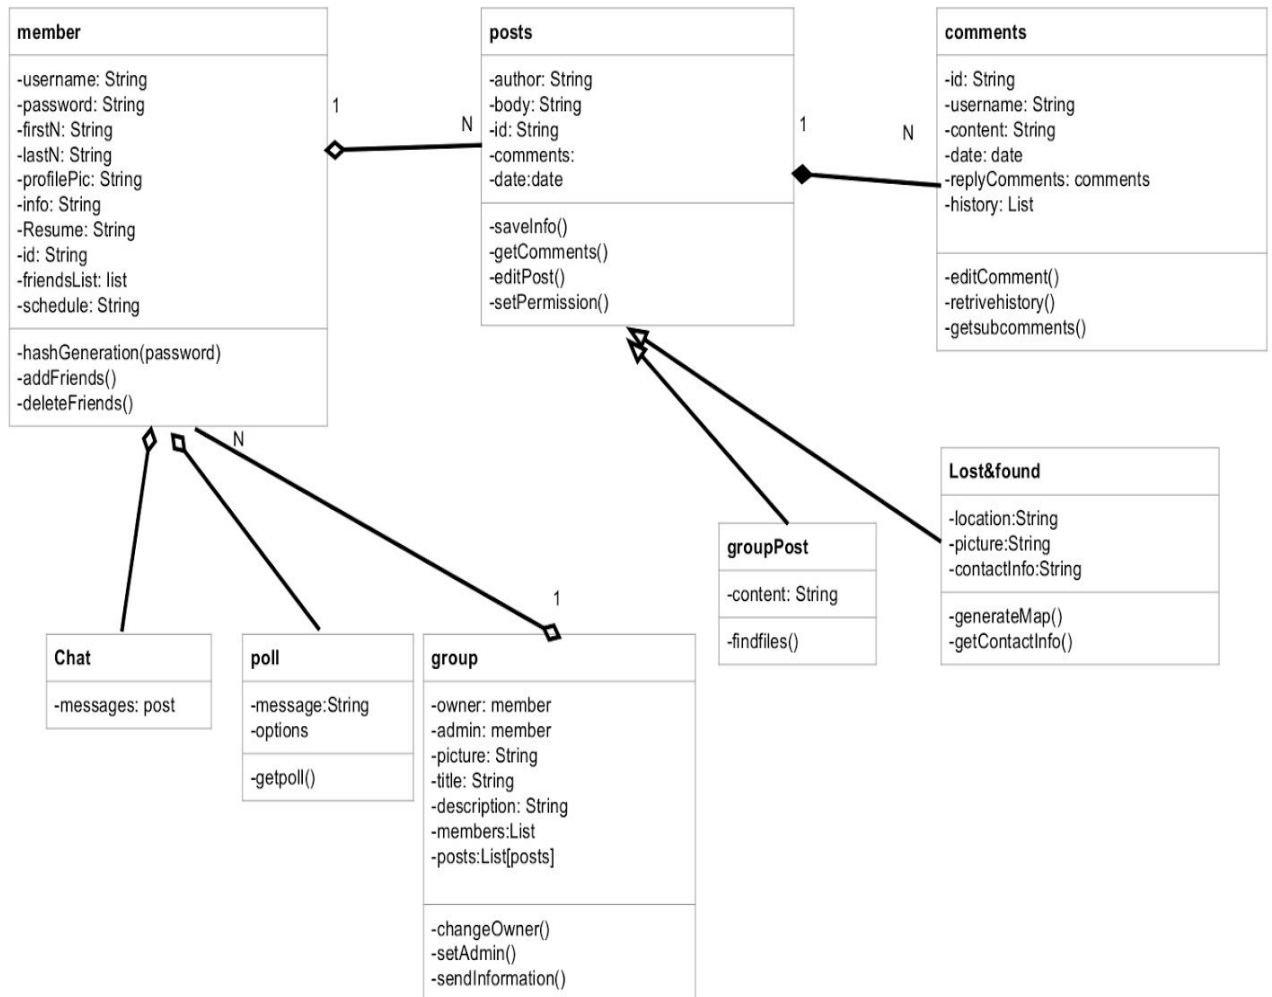 member
-username: String
-password: String
-firstN: String
-lastN: String
-profilePic: String
-info: String
-Resume: String
-id: String
-friendsList: list
-schedule: String
-hashGeneration(password)
-addFriends()
-deleteFriends()
1
N
posts
-author: String
-body: String
-id: String
-comments:
-date:date
-saveInfo()
-getComments()
-editPost()
-setPermission()
1
N
comments
-id: String
-username: String
-content: String
-date: date
-replyComments: comments
-history: List
-editComment()
-retrivehistory()
-getsubcomments()
N
1
Chat
-messages: post
poll
-message:String
-options
-getpoll()
group
-owner: member
-admin: member
-picture: String
-title: String
-description: String
-members:List
-posts:List[posts]
-changeOwner()
-setAdmin()
-sendInformation()
groupPost
-content: String
-findfiles()
Lost&found
-location:String
-picture:String
-contactInfo:String
-generateMap()
-getContactInfo()